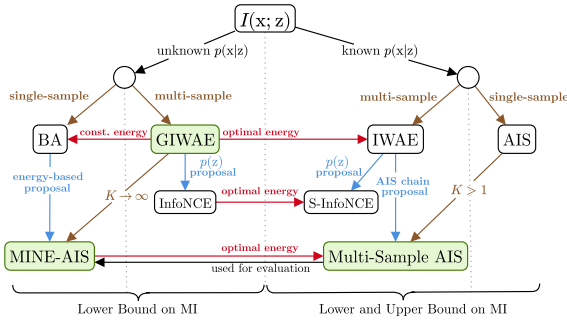 I(x; z)
unknown p(x|z)
known p(x|z)
single-sample
multi-sample
multi-sample
single-sample
BA
const. energy
GIWAE
optimal energy
IWAE
AIS
energy-based
proposal
p(z)
proposal
p(z)
proposal
AIS chain
proposal
K → ∞
K > 1
InfoNCE
optimal energy
S-InfoNCE
MINE-AIS
optimal energy
used for evaluation
Multi-Sample AIS
Lower Bound on MI
Lower and Upper Bound on MI